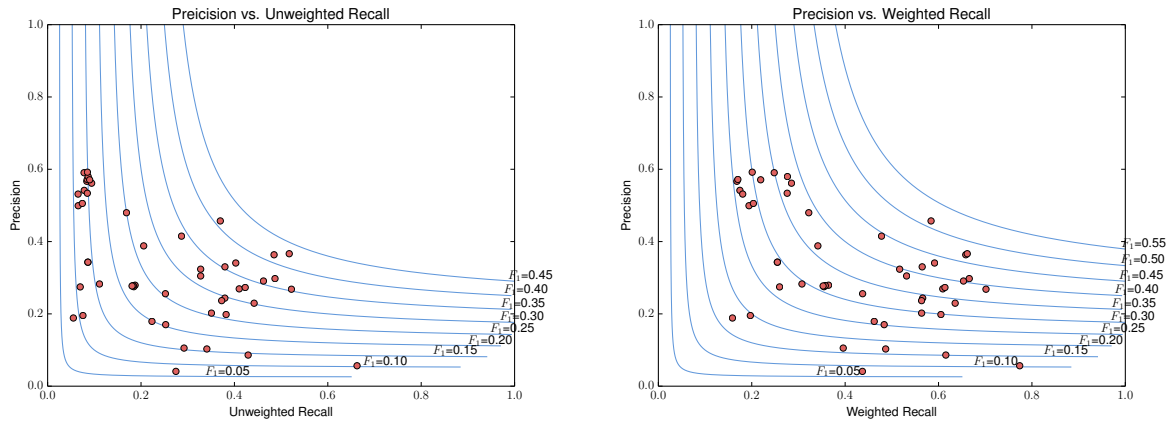 Preicision vs. Unweighted Recall
1.0
0.8
0.6
0.4
0.2
0.0
Precision
F₁=0.45
F₁=0.40
F₁=0.35
F₁=0.30
F₁=0.25
F₁=0.20
F₁=0.15
F₁=0.10
F₁=0.05
0.0 0.2 0.4 0.6 0.8 1.0
Unweighted Recall
Precision vs. Weighted Recall
1.0
0.8
0.6
0.4
0.2
0.0
Precision
F₁=0.55
F₁=0.50
F₁=0.45
F₁=0.40
F₁=0.35
F₁=0.30
F₁=0.25
F₁=0.20
F₁=0.15
F₁=0.10
F₁=0.05
0.0 0.2 0.4 0.6 0.8 1.0
Weighted Recall